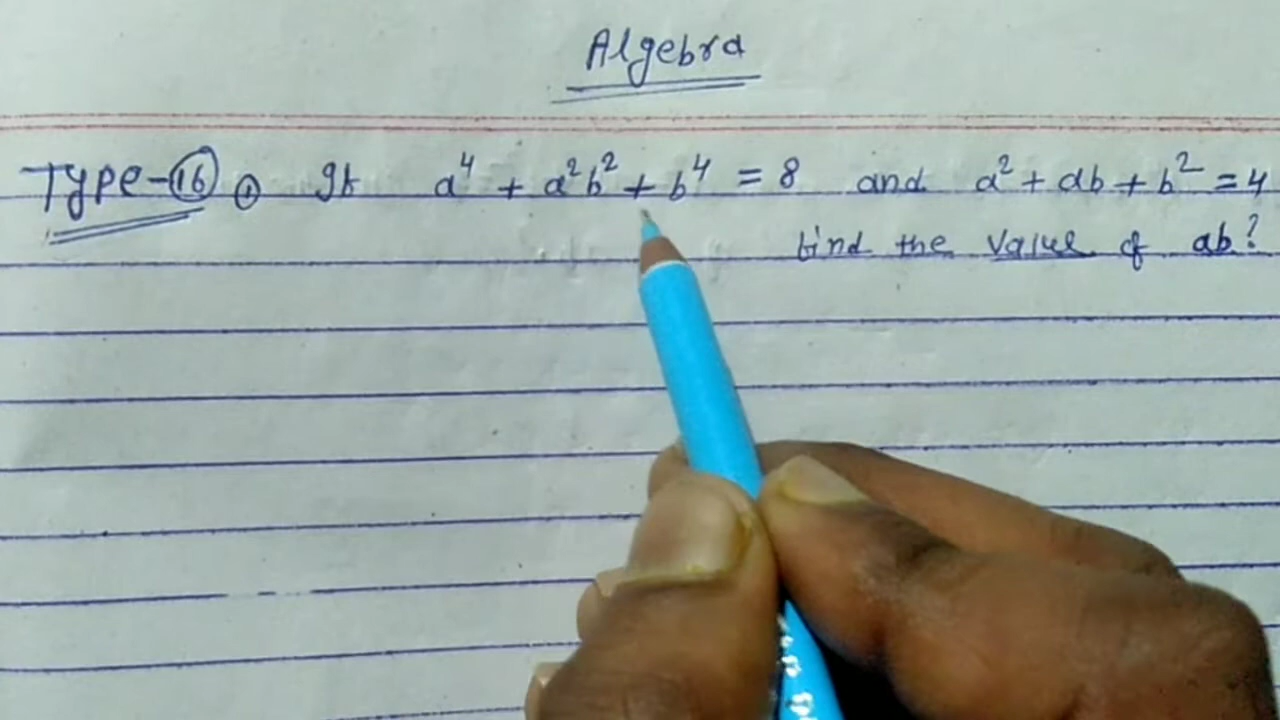 Algebra
Type-16 ① If a⁴ + a²b² + b⁴ = 8 and a² + ab + b² = 4
find the value of ab?